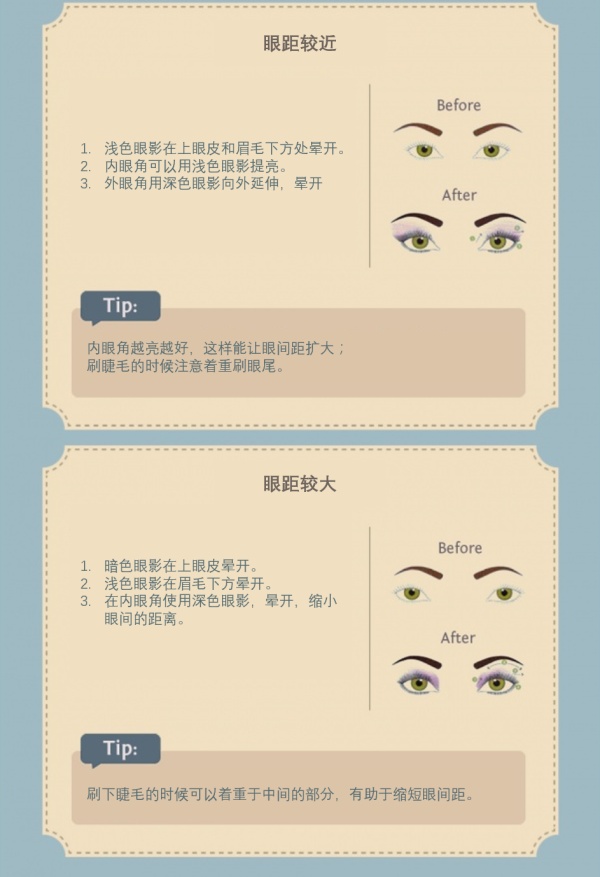 眼距较近
1. 浅色眼影在上眼皮和眉毛下方处晕开。
2. 内眼角可以用浅色眼影提亮。
3. 外眼角用深色眼影向外延伸，晕开
Before
After
Tip:
内眼角越亮越好，这样能让眼间距扩大；
刷睫毛的时候注意着重刷眼尾。
眼距较大
1. 暗色眼影在上眼皮晕开。
2. 浅色眼影在眉毛下方晕开。
3. 在内眼角使用深色眼影，晕开，缩小
眼间的距离。
Before
After
Tip:
刷下睫毛的时候可以着重于中间的部分，有助于缩短眼间距。